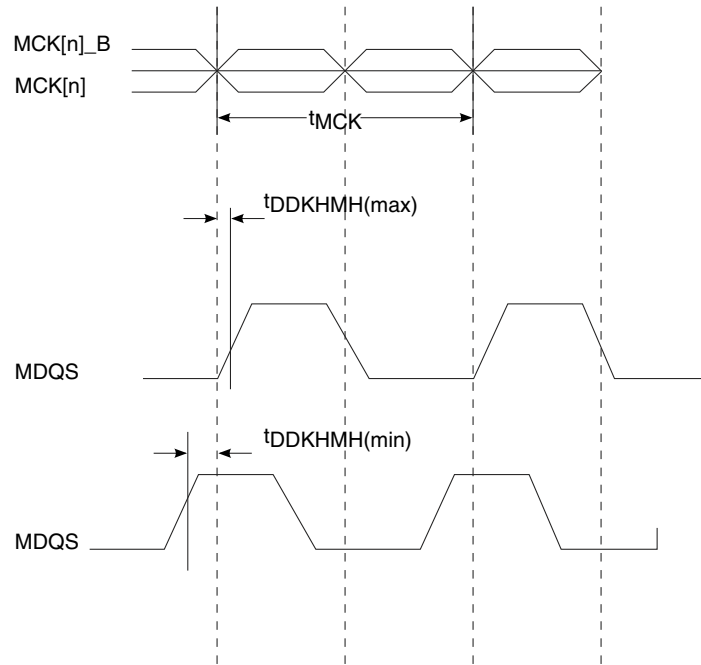 MCK[n]_B
MCK[n]
tMCK
tDDKHMH(max)
MDQS
tDDKHMH(min)
MDQS